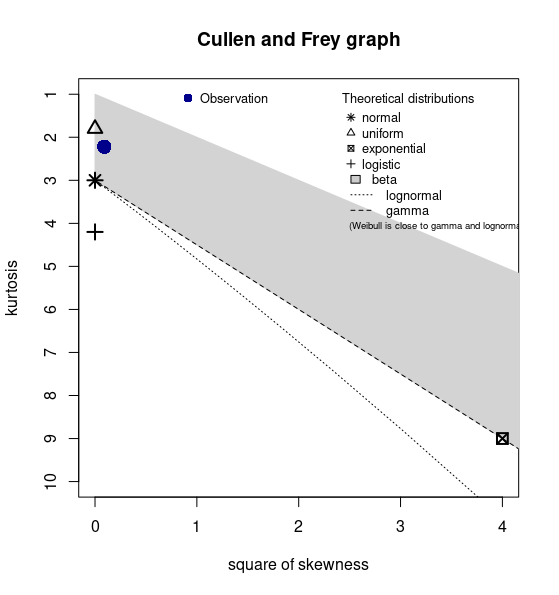 Cullen and Frey graph
Observation
Theoretical distributions
normal
uniform
exponential
logistic
beta
lognormal
gamma
(Weibull is close to gamma and lognorma
kurtosis
1
2
3
4
5
6
7
8
9
10
0
1
2
3
4
square of skewness